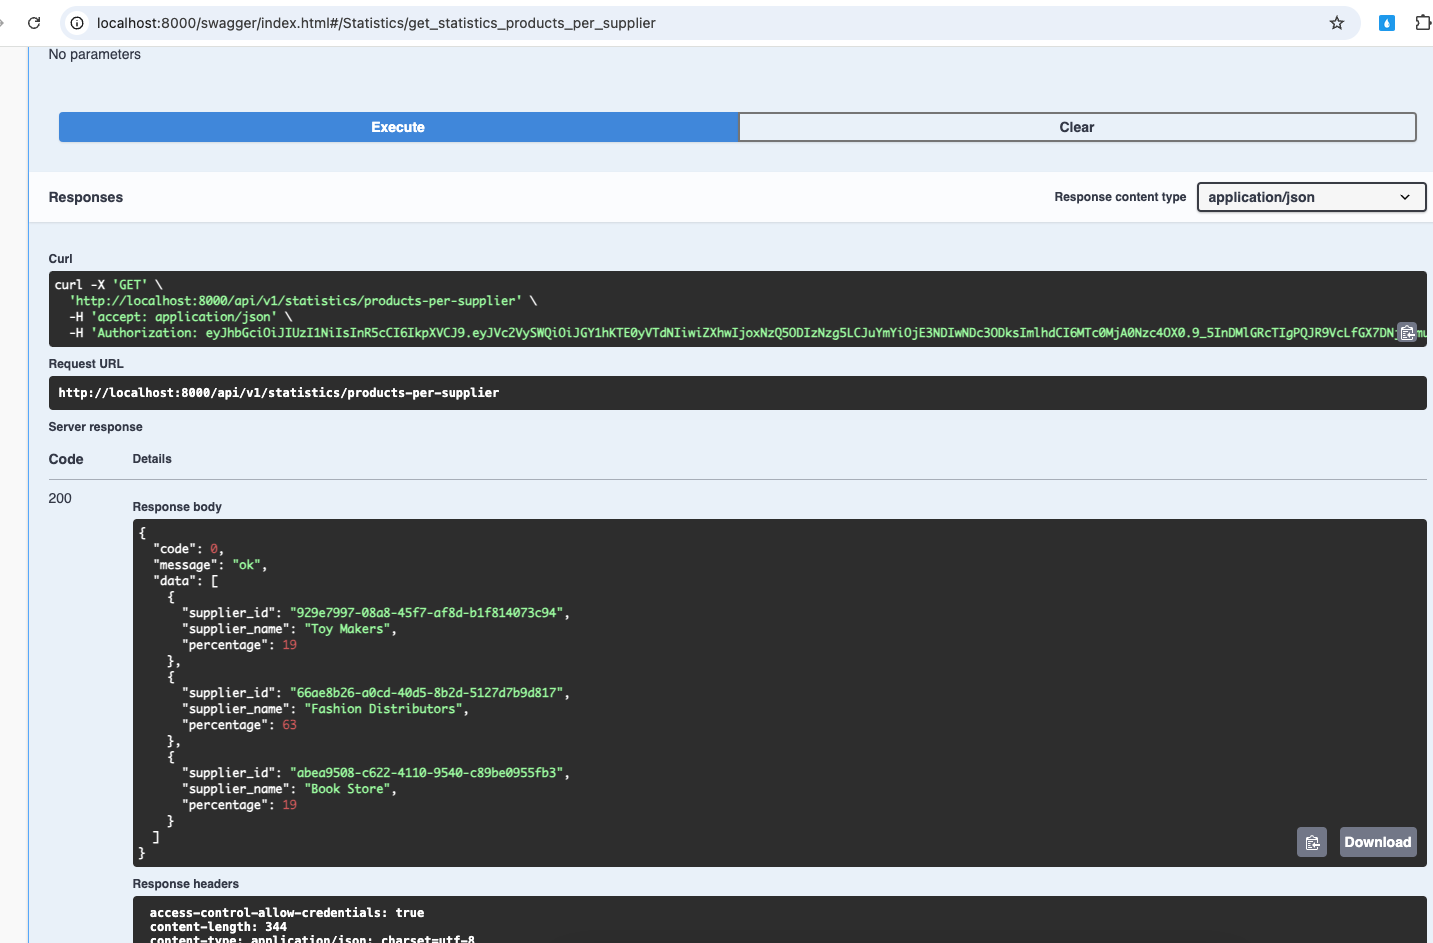 localhost:8000/swagger/index.html#/Statistics/get_statistics_products_per_supplier
No parameters
Execute
Clear
Responses
Response content type
application/json
Curl
curl -X 'GET' \
'http://localhost:8000/api/v1/statistics/products-per-supplier' \
-H 'accept: application/json' \
-H 'Authorization:
Request URL
http://localhost:8000/api/v1/statistics/products-per-supplier
Server response
Code
Details
200
Response body
{
"code": 0,
"message": "ok",
"data": [
{
"supplier_id": "929e7997-08a8-45f7-af8d-b1f814073c94",
"supplier_name": "Toy Makers",
"percentage": 19
},
{
"supplier_id": "66ae8b26-a0cd-40d5-8b2d-5127d7b9d817",
"supplier_name": "Fashion Distributors",
"percentage": 63
},
{
"supplier_id": "abea9508-c622-4110-9540-c89be0955fb3",
"supplier_name": "Book Store",
"percentage": 19
}
]
}
Download
Response headers
access-control-allow-credentials: true
content-length: 344
content-type: application/json; charset=utf-8